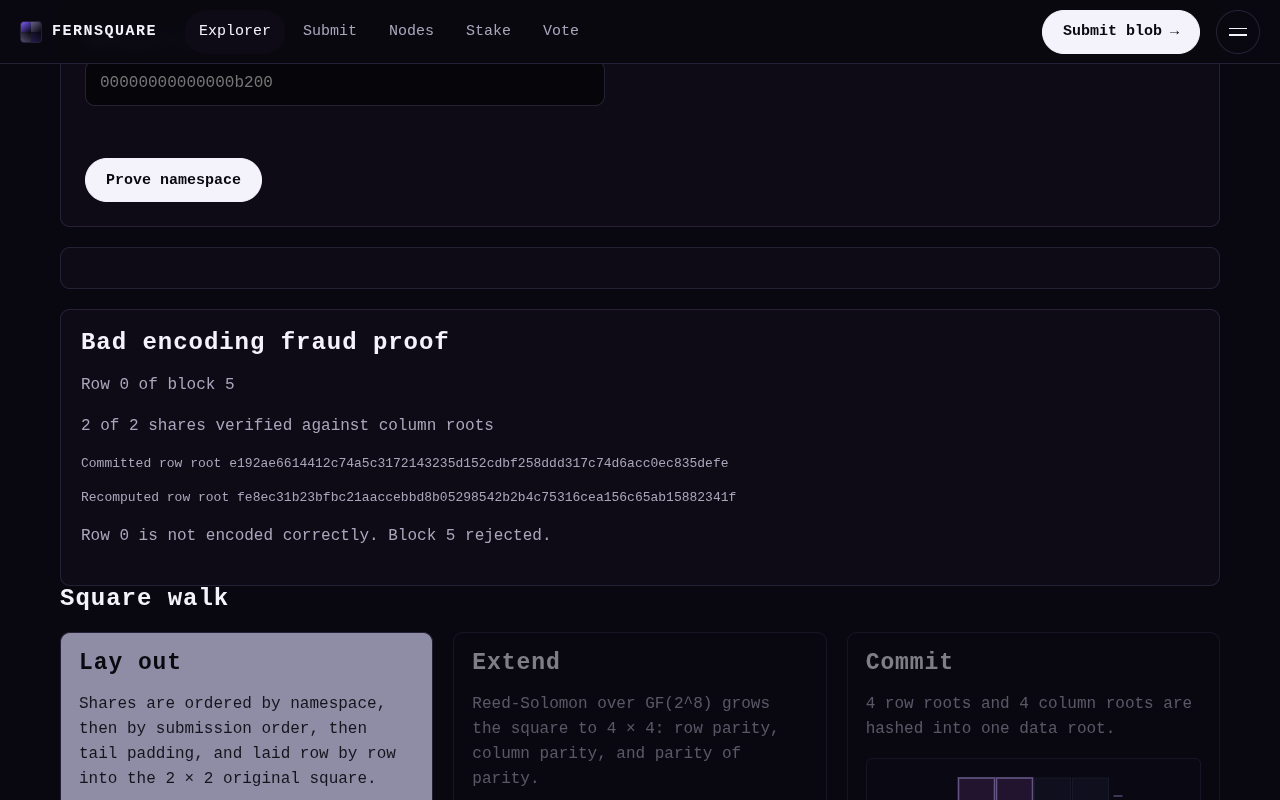 FERNSQUARE Explorer Submit Nodes Stake Vote Submit blob →
00000000000000b200
Prove namespace
Bad encoding fraud proof
Row 0 of block 5
2 of 2 shares verified against column roots
Committed row root e192ae6614412c74a5c3172143235d152cdbf258ddd317c74d6acc0ec835defe
Recomputed row root fe8ec31b23bfbc21aaccebbd8b05298542b2b4c75316cea156c65ab15882341f
Row 0 is not encoded correctly. Block 5 rejected.
Square walk
Lay out
Shares are ordered by namespace,
then by submission order, then
tail padding, and laid row by row
into the 2 × 2 original square.
Extend
Reed-Solomon over GF(2^8) grows
the square to 4 × 4: row parity,
column parity, and parity of
parity.
Commit
4 row roots and 4 column roots are
hashed into one data root.